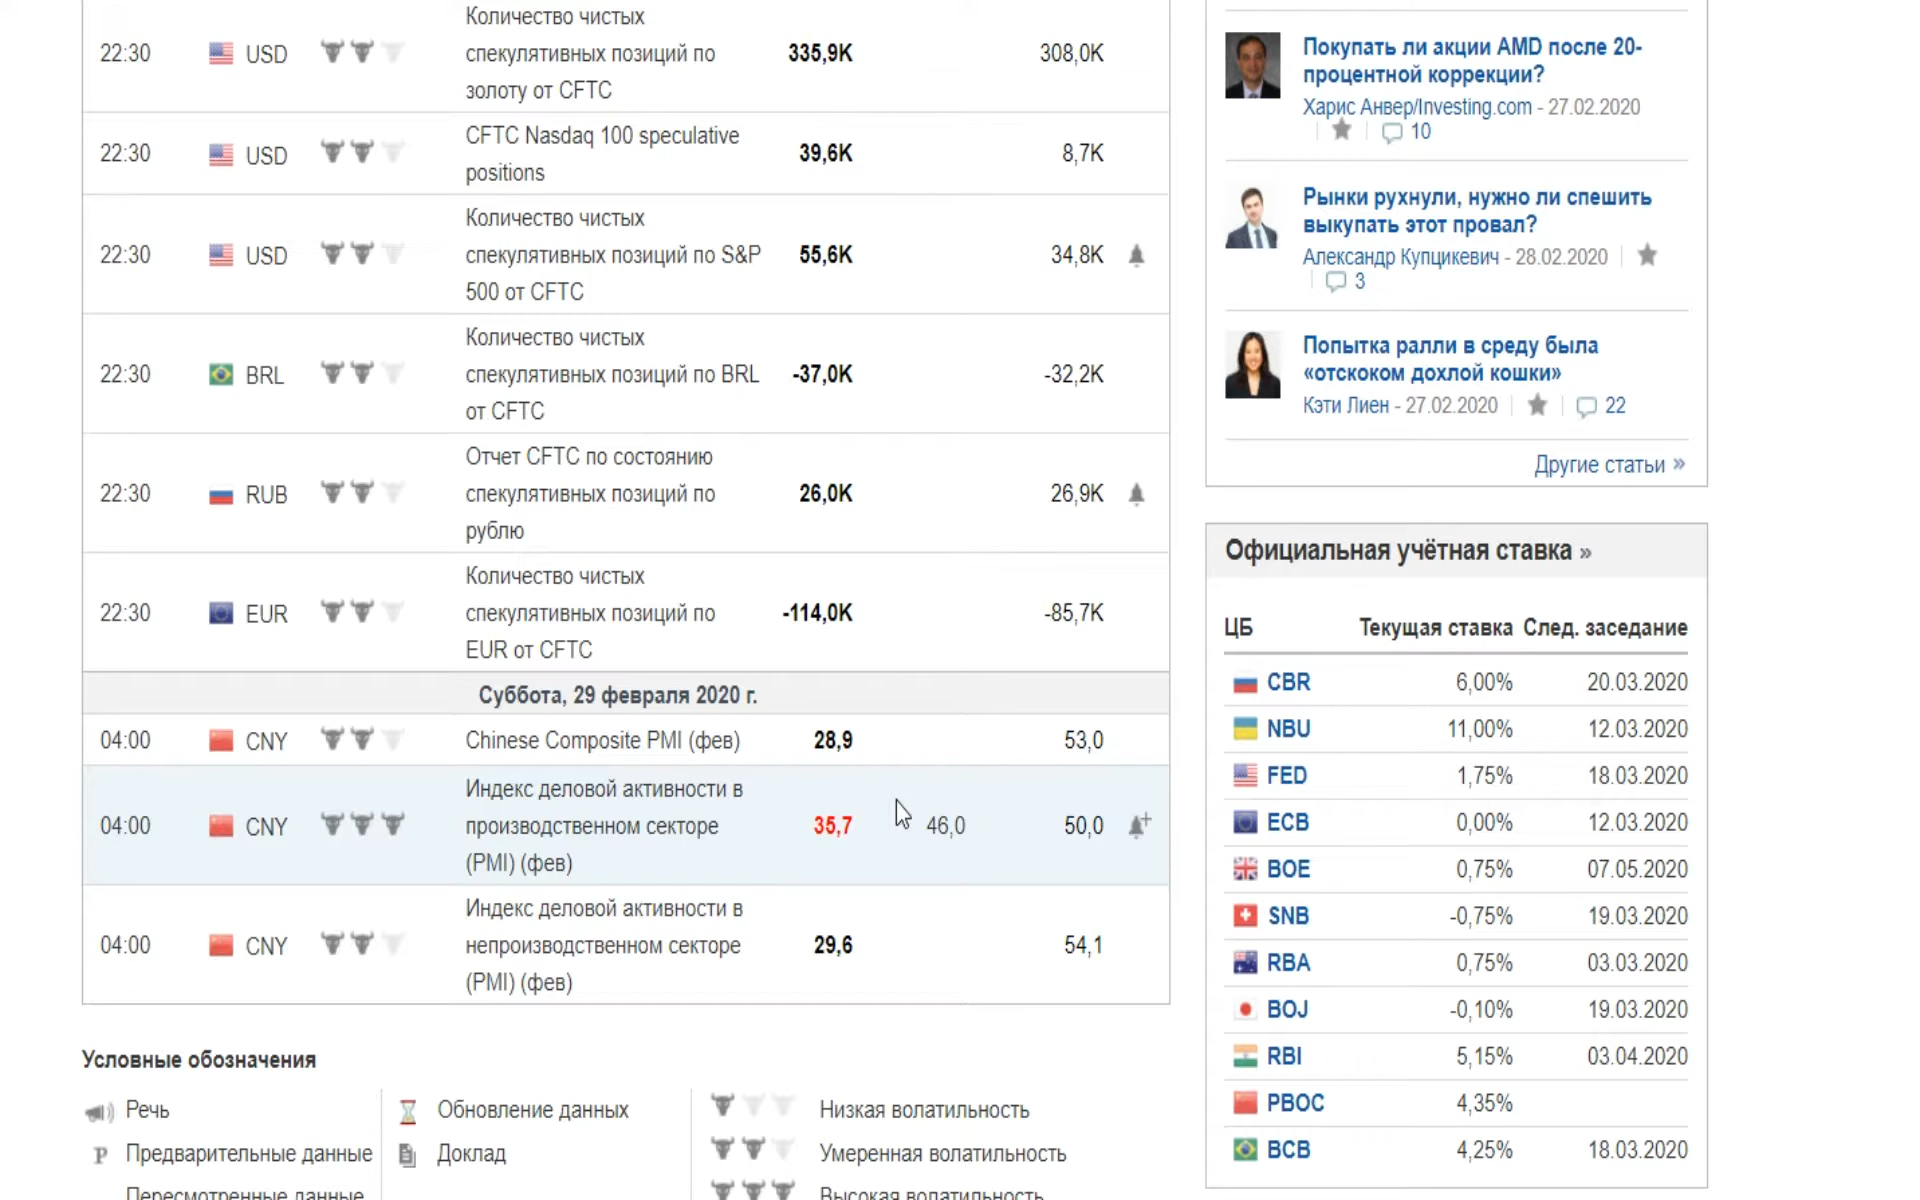 Количество чистых
22:30 USD спекулятивных позиций по 335,9K 308,0K
золоту от CFTC
CFTC Nasdaq 100 speculative
22:30 USD 39,6K 8,7K
positions
Количество чистых
22:30 USD спекулятивных позиций по S&P 55,6K 34,8K
500 от CFTC
Количество чистых
22:30 BRL спекулятивных позиций по BRL -37,0K -32,2K
от CFTC
Отчет CFTC по состоянию
22:30 RUB спекулятивных позиций по 26,0K 26,9K
рублю
Количество чистых
22:30 EUR спекулятивных позиций по -114,0K -85,7K
EUR от CFTC
Суббота, 29 февраля 2020 г.
04:00 CNY Chinese Composite PMI (фев) 28,9 53,0
Индекс деловой активности в
04:00 CNY производственном секторе 35,7 46,0 50,0
(PMI) (фев)
Индекс деловой активности в
04:00 CNY непроизводственном секторе 29,6 54,1
(PMI) (фев)
Условные обозначения
Речь Обновление данных Низкая волатильность
P Предварительные данные Доклад Умеренная волатильность
Пересмотренные данные Высокая волатильность
Покупать ли акции AMD после 20-
процентной коррекции?
Харис Анвер/Investing.com - 27.02.2020
10
Рынки рухнули, нужно ли спешить
выкупать этот провал?
Александр Купцикевич - 28.02.2020
3
Попытка ралли в среду была
«отскоком дохлой кошки»
Кэти Лиен - 27.02.2020 22
Другие статьи »
Официальная учётная ставка »
ЦБ Текущая ставка След. заседание
CBR 6,00% 20.03.2020
NBU 11,00% 12.03.2020
FED 1,75% 18.03.2020
ECB 0,00% 12.03.2020
BOE 0,75% 07.05.2020
SNB -0,75% 19.03.2020
RBA 0,75% 03.03.2020
BOJ -0,10% 19.03.2020
RBI 5,15% 03.04.2020
PBOC 4,35%
BCB 4,25% 18.03.2020